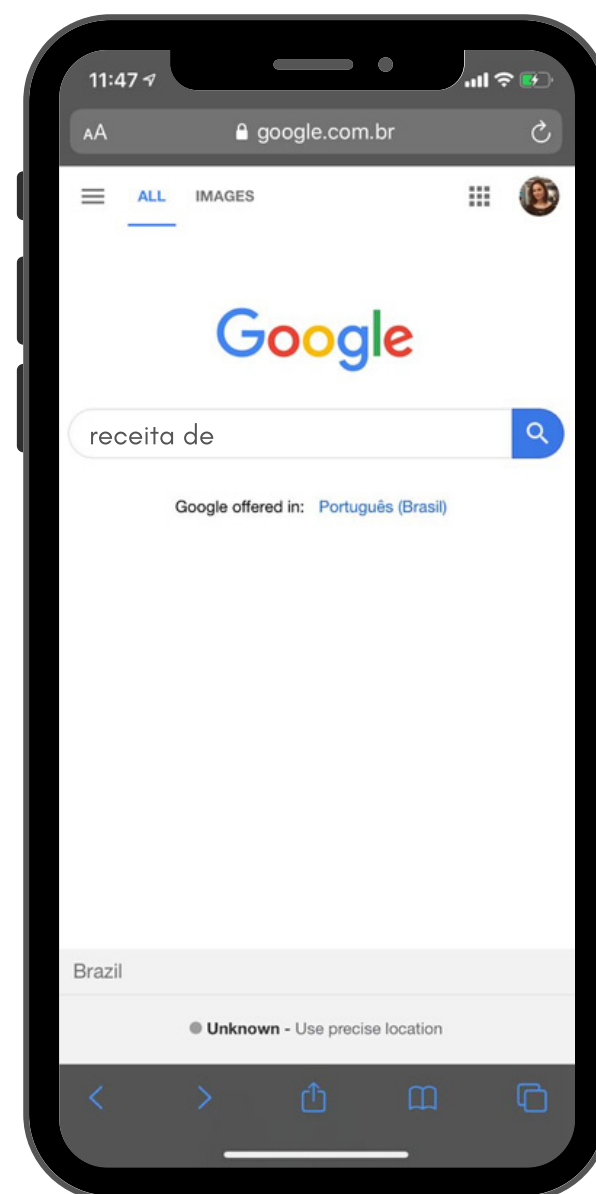 11:47
AA google.com.br
ALL IMAGES
Google
receita de
Google offered in: Português (Brasil)
Brazil
Unknown - Use precise location